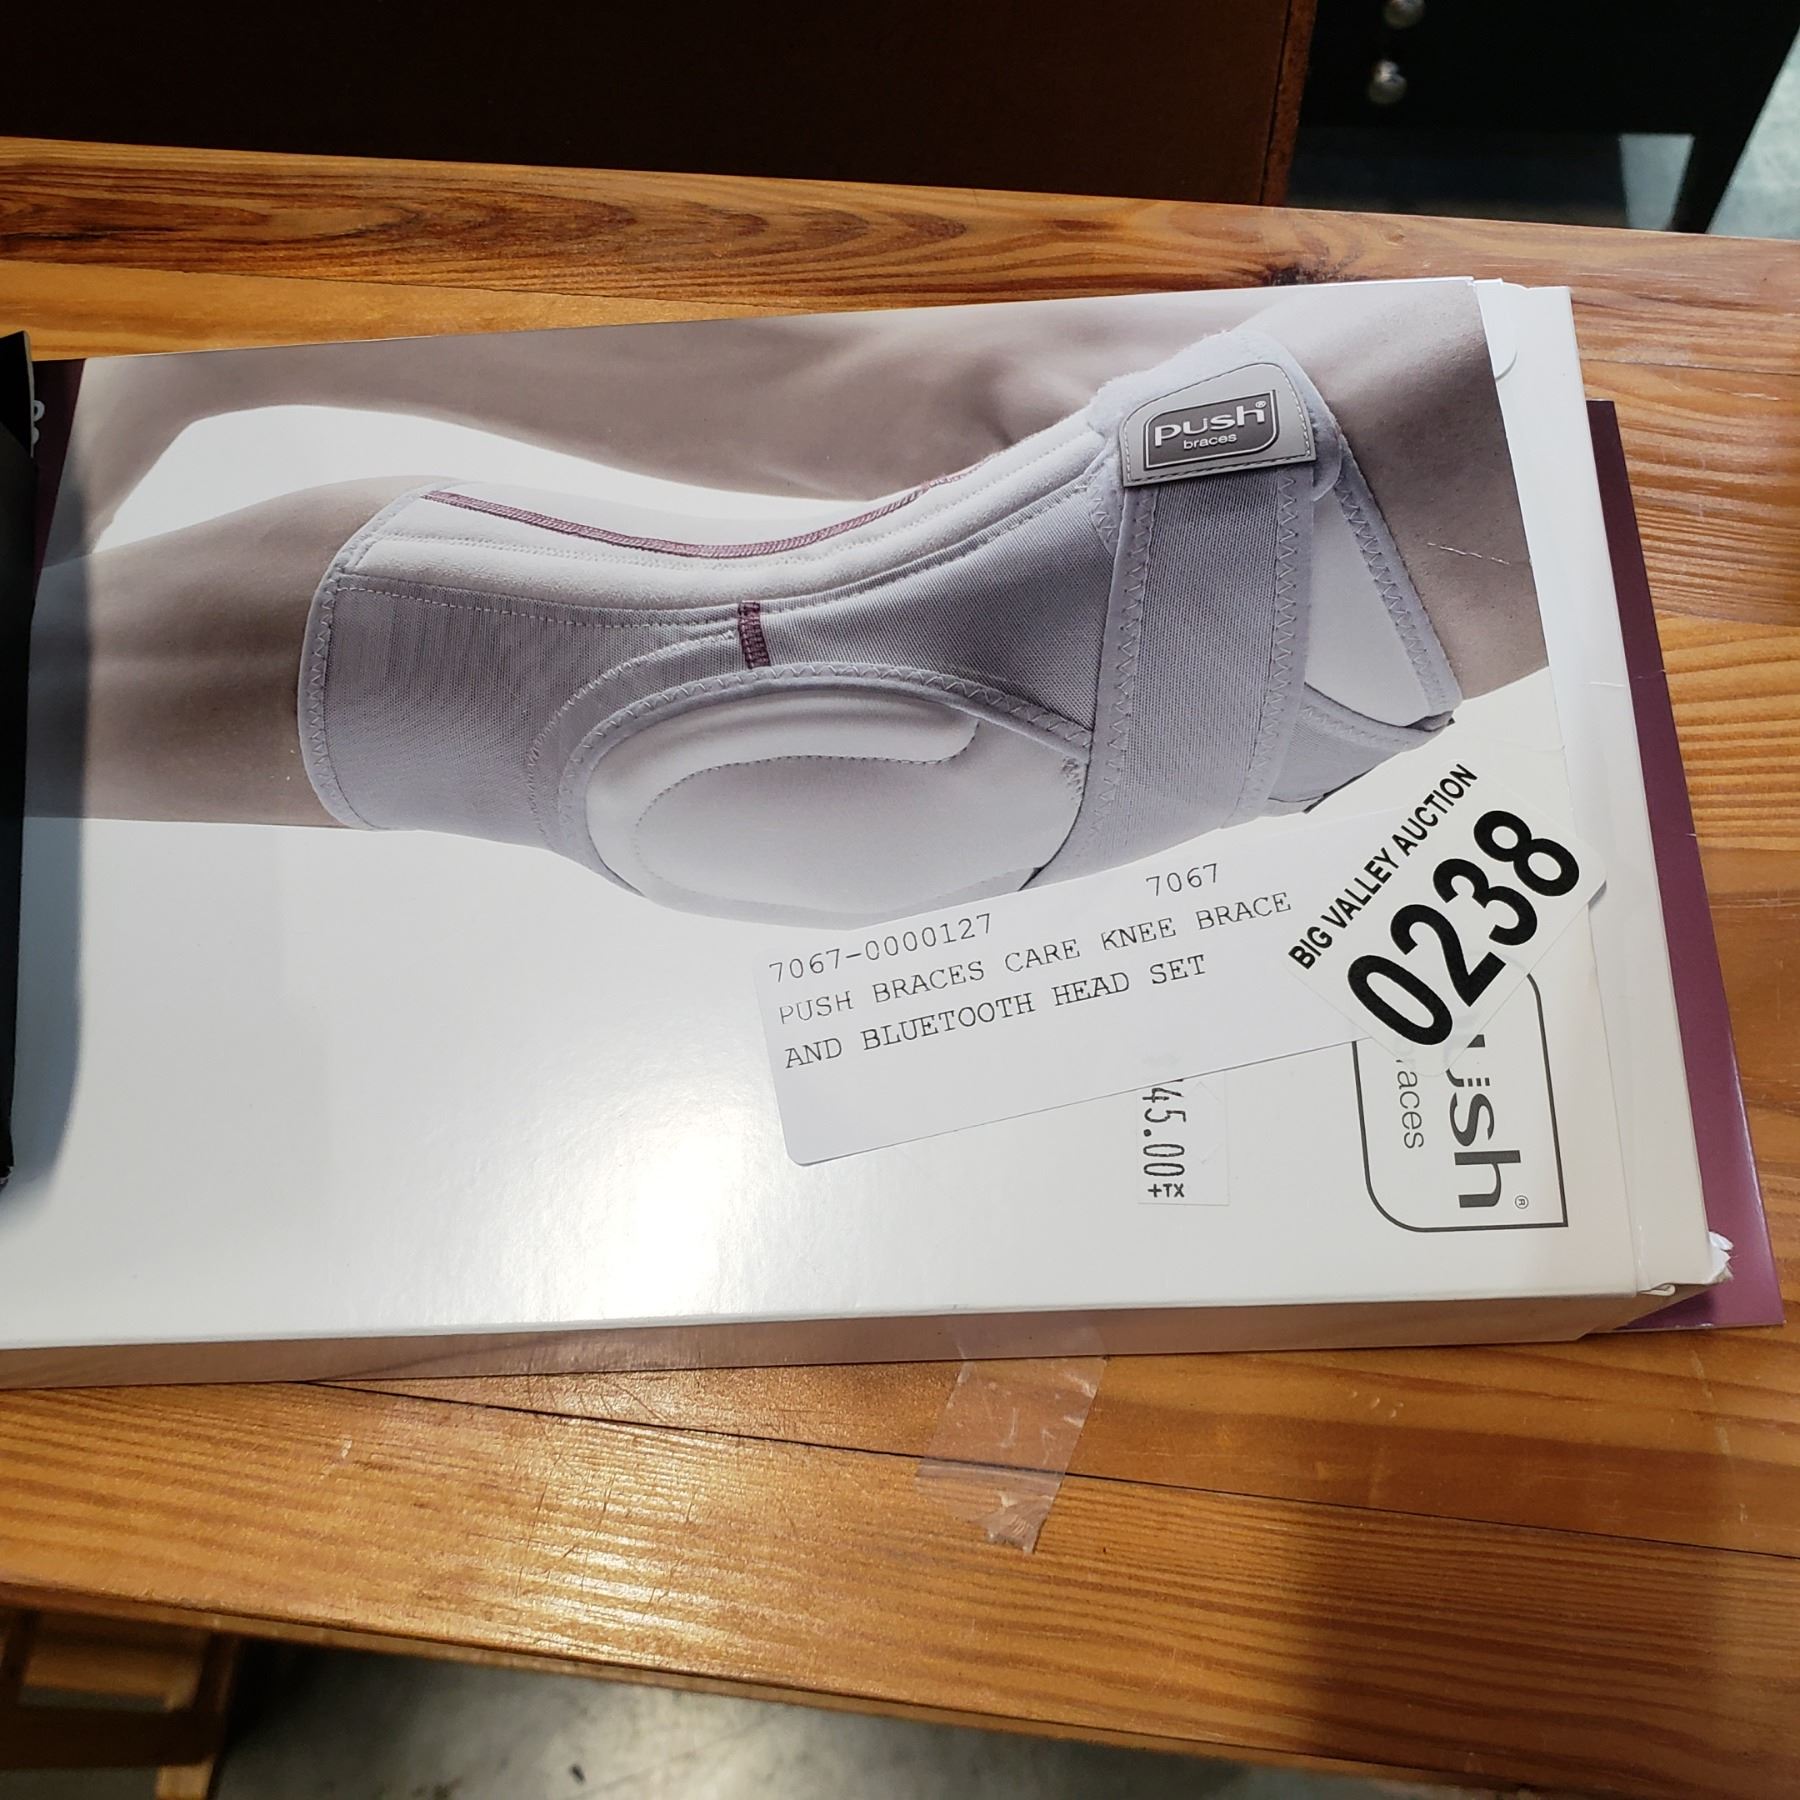 push®
braces
BIG VALLEY AUCTION
0238
7067-0000127 7067
PUSH BRACES CARE KNEE BRACE
AND BLUETOOTH HEAD SET
45.00+TX